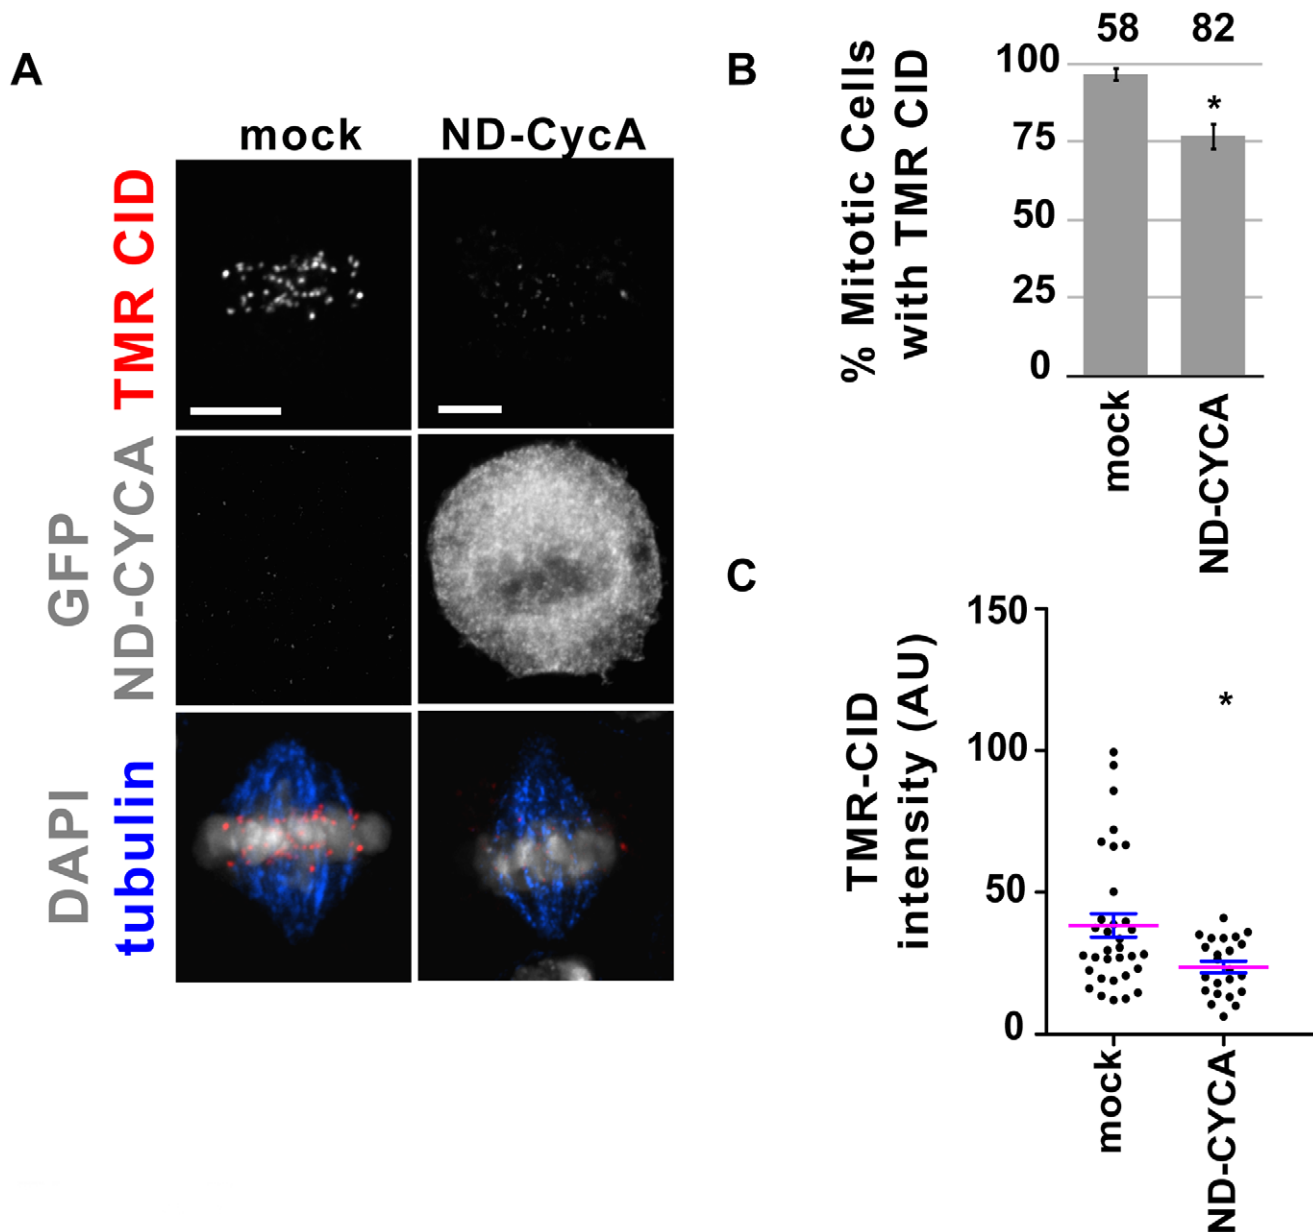 A
mock
ND-CycA
TMR CID
GFP
ND-CYCA
DAPI
tubulin
B
58
82
% Mitotic Cells
with TMR CID
100
75
*
50
25
0
mock
ND-CYCA
C
TMR-CID
intensity (AU)
150
*
100
50
0
mock
ND-CYCA